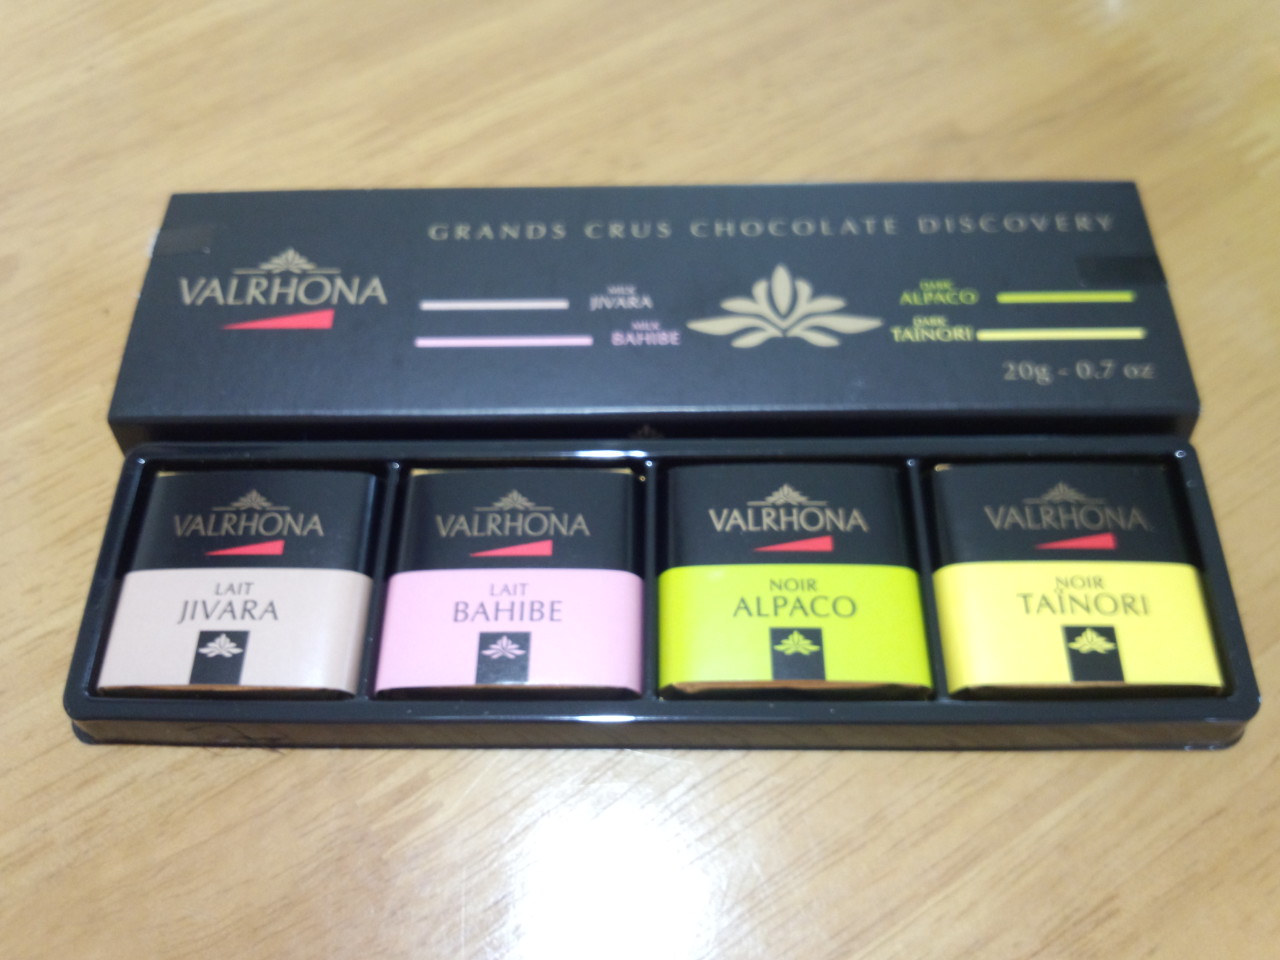 GRANDS CRUS CHOCOLATE DISCOVERY
VALRHONA
MILK
JIVARA
MILK
BAHIBE
DARK
ALPACO
DARK
TAÏNORI
20g - 0.7 oz
VALRHONA
LAIT
JIVARA
VALRHONA
LAIT
BAHIBE
VALRHONA
NOIR
ALPACO
VALRHONA
NOIR
TAÏNORI